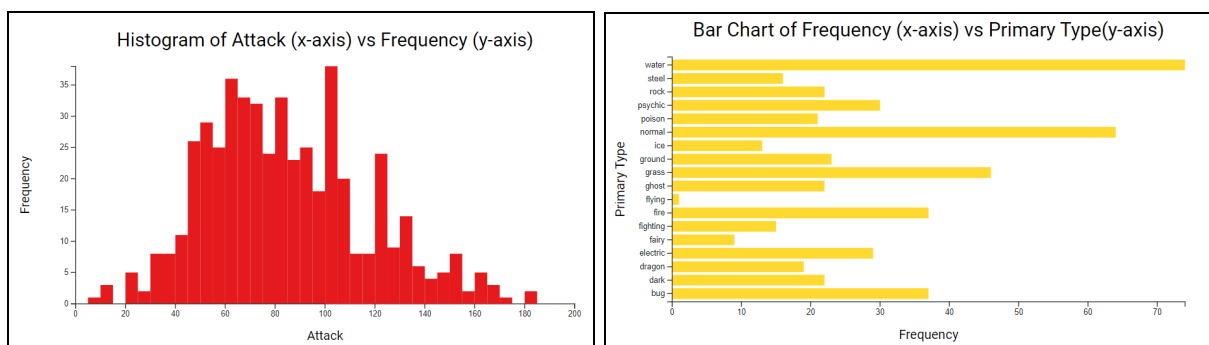 Histogram of Attack (x-axis) vs Frequency (y-axis)
Frequency
35
30
25
20
15
10
5
0
0 20 40 60 80 100 120 140 160 180 200
Attack
Bar Chart of Frequency (x-axis) vs Primary Type(y-axis)
Primary Type
water
steel
rock
psychic
poison
normal
ice
ground
grass
ghost
flying
fire
fighting
fairy
electric
dragon
dark
bug
0 10 20 30 40 50 60 70
Frequency